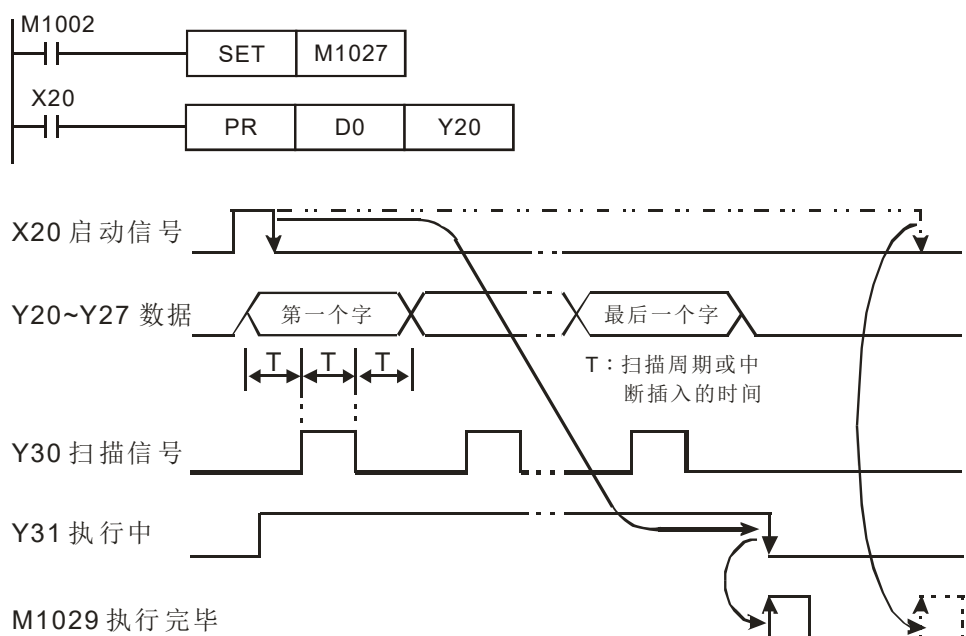 M1002
SET M1027
X20
PR D0 Y20
X20 启动信号
Y20~Y27 数据
第一个字
最后一个字
T T T
T：扫描周期或中
断插入的时间
Y30 扫描信号
Y31 执行中
M1029 执行完毕